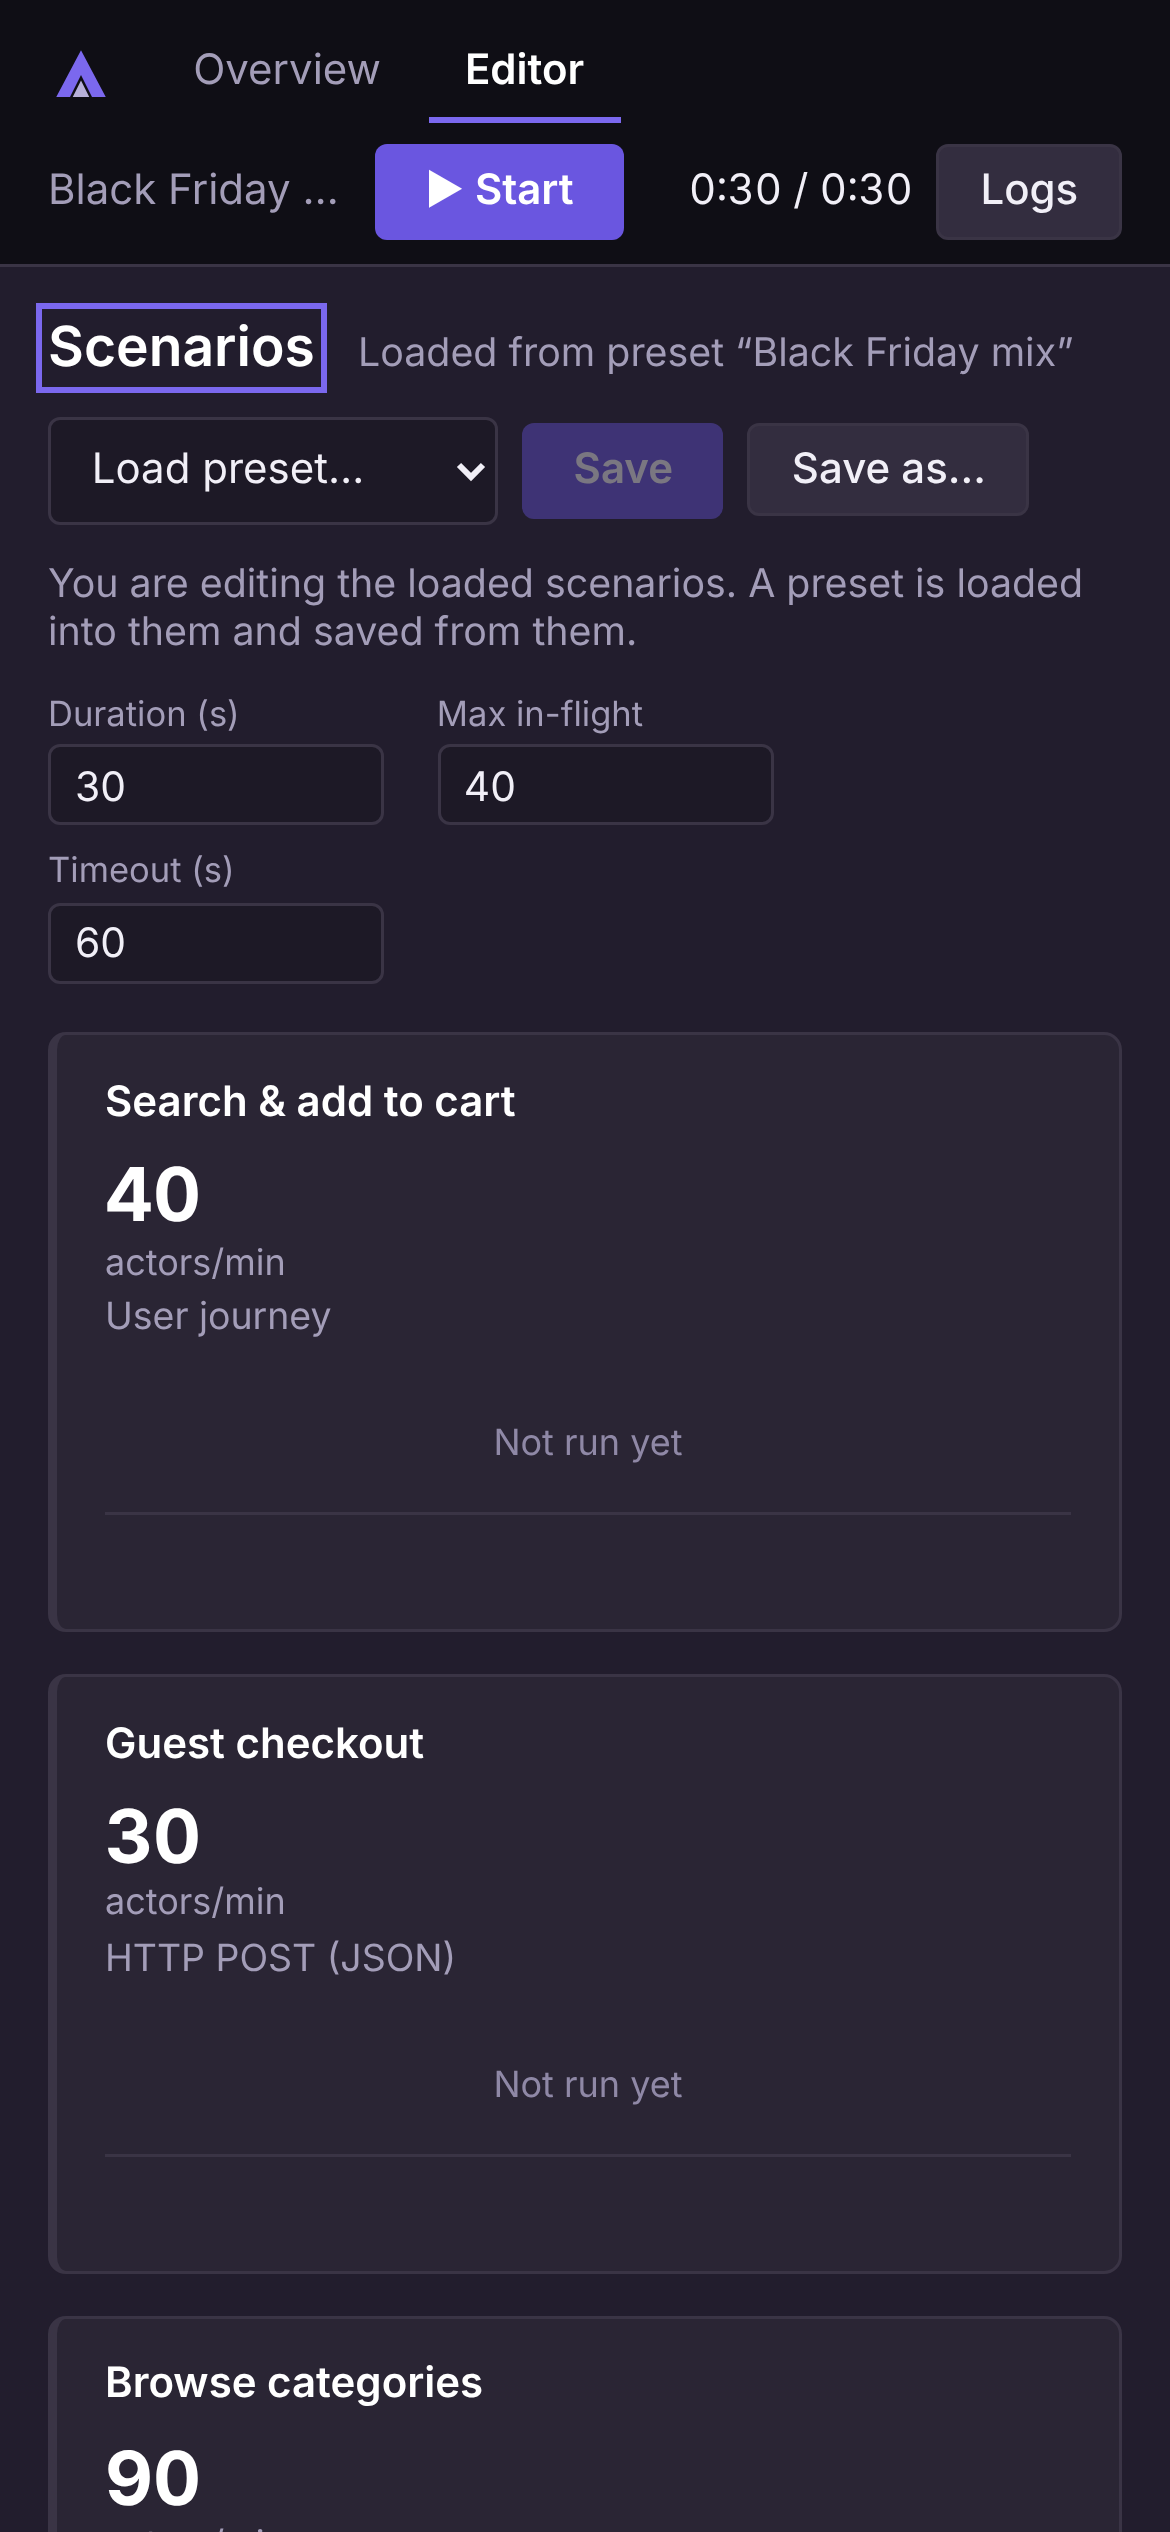 Overview Editor
Black Friday ... Start 0:30 / 0:30 Logs
Scenarios Loaded from preset “Black Friday mix”
Load preset... Save Save as...
You are editing the loaded scenarios. A preset is loaded
into them and saved from them.
Duration (s) Max in-flight
30 40
Timeout (s)
60
Search & add to cart
40
actors/min
User journey
Not run yet
Guest checkout
30
actors/min
HTTP POST (JSON)
Not run yet
Browse categories
90